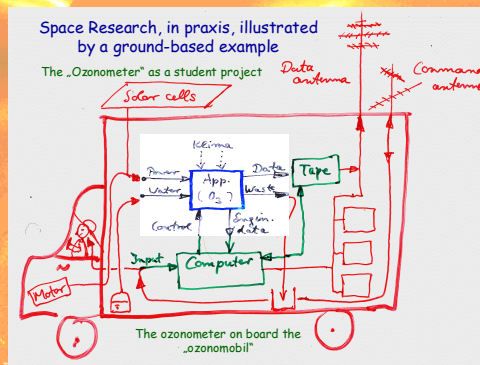 Space Research, in praxis, illustrated
by a ground-based example
The „Ozonometer“ as a student project
Data
antenna
Command
antenna
Solar cells
Klima
Power
Data
Tape
App.
(O₃)
Water
Waste
Control
Engin.
data
Input
Computer
Motor
The ozonometer on board the
„ozonomobil“